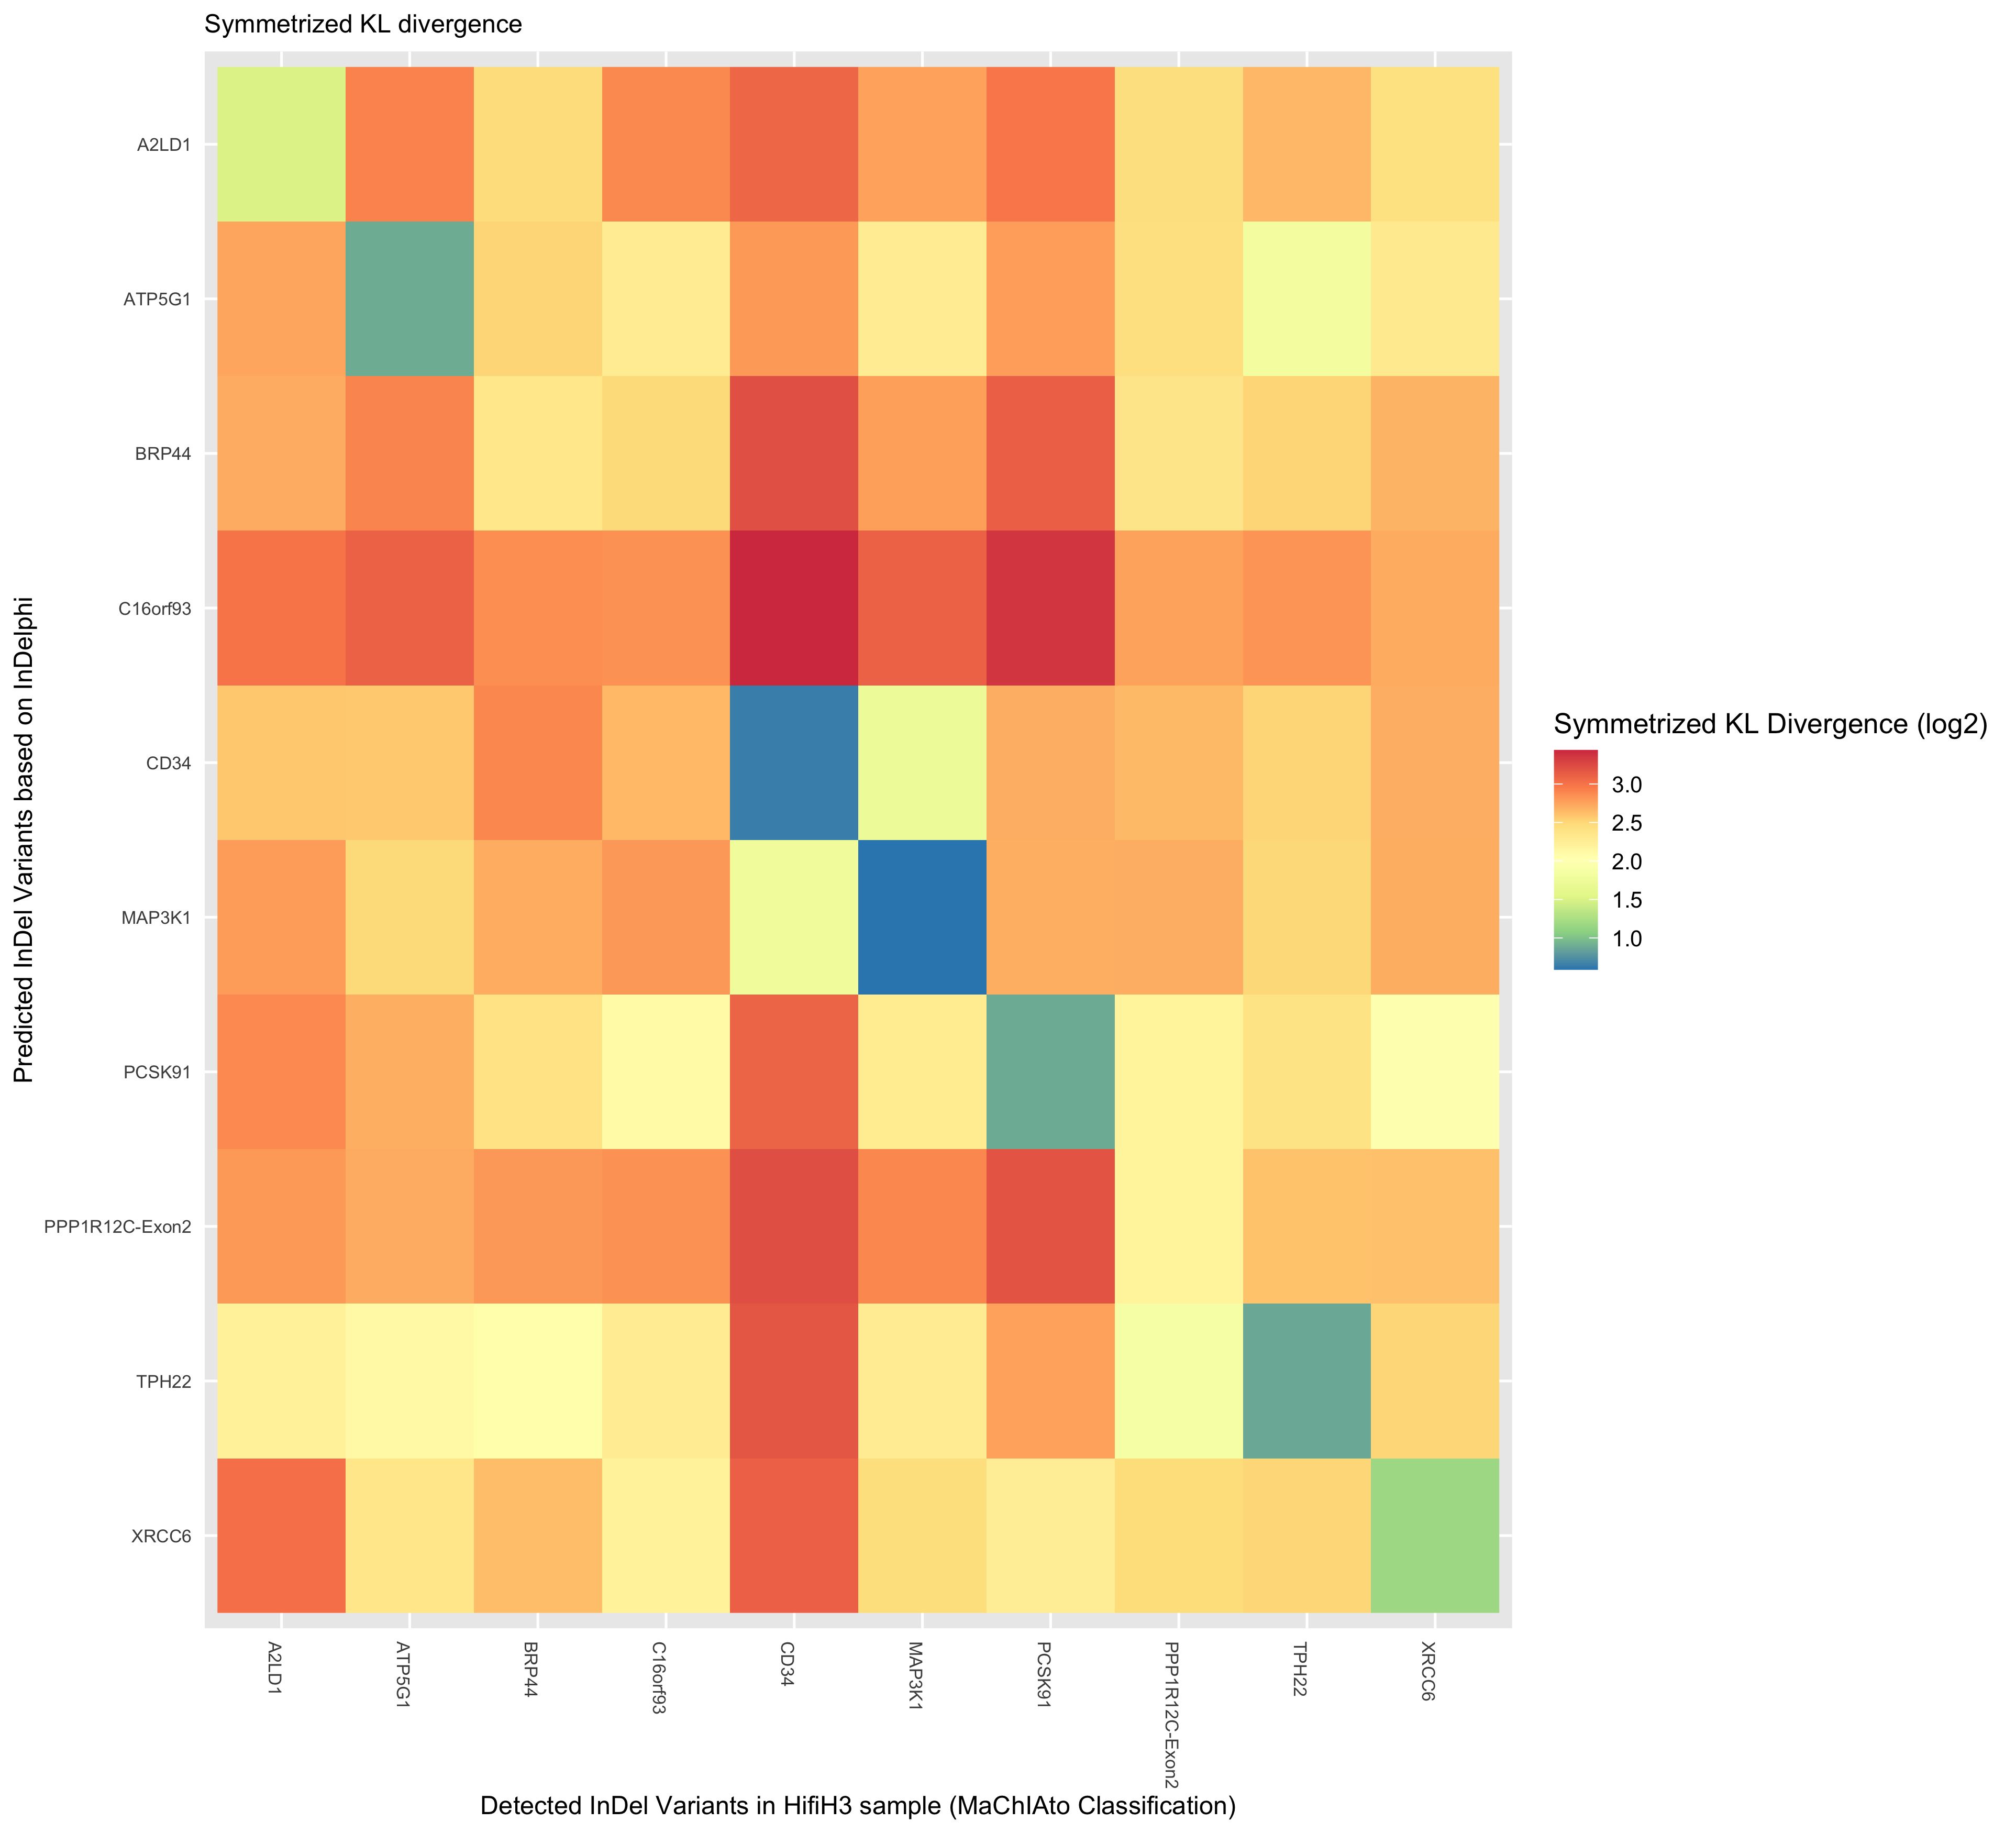 Symmetrized KL divergence
Predicted InDel Variants based on InDelphi
A2LD1
ATP5G1
BRP44
C16orf93
CD34
MAP3K1
PCSK91
PPP1R12C-Exon2
TPH22
XRCC6
A2LD1
ATP5G1
BRP44
C16orf93
CD34
MAP3K1
PCSK91
PPP1R12C-Exon2
TPH22
XRCC6
Detected InDel Variants in HifiH3 sample (MaChIAto Classification)
Symmetrized KL Divergence (log2)
3.0
2.5
2.0
1.5
1.0